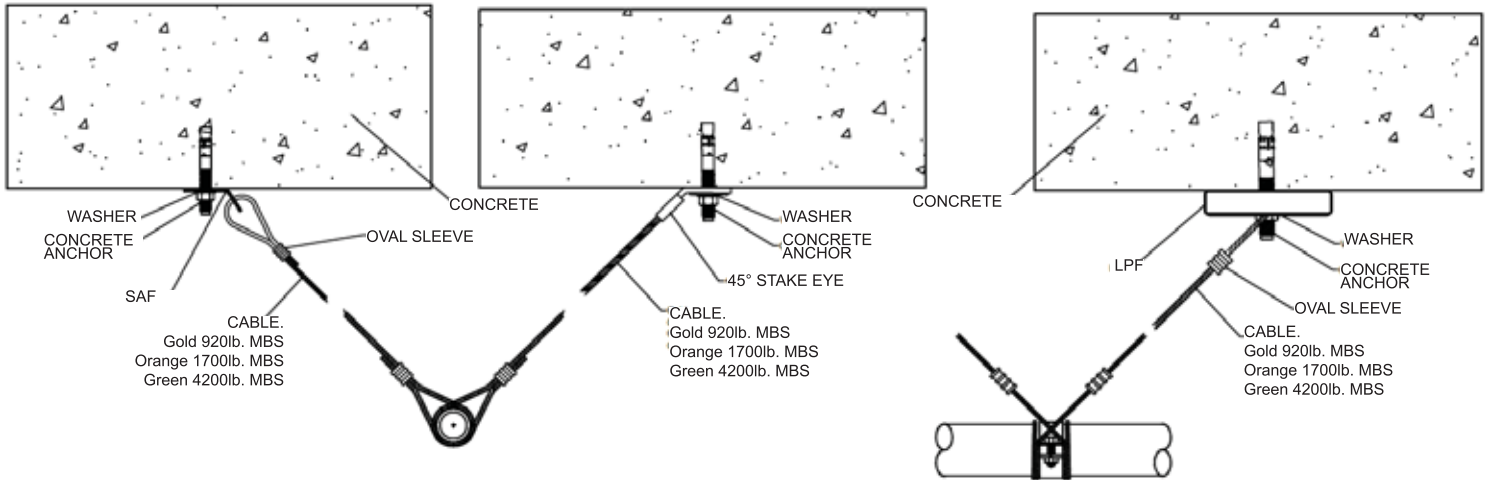 WASHER
CONCRETE
ANCHOR
SAF
CONCRETE
OVAL SLEEVE
CABLE.
Gold 920lb. MBS
Orange 1700lb. MBS
Green 4200lb. MBS
WASHER
CONCRETE
ANCHOR
45° STAKE EYE
CABLE.
Gold 920lb. MBS
Orange 1700lb. MBS
Green 4200lb. MBS
CONCRETE
LPF
WASHER
CONCRETE
ANCHOR
OVAL SLEEVE
CABLE.
Gold 920lb. MBS
Orange 1700lb. MBS
Green 4200lb. MBS